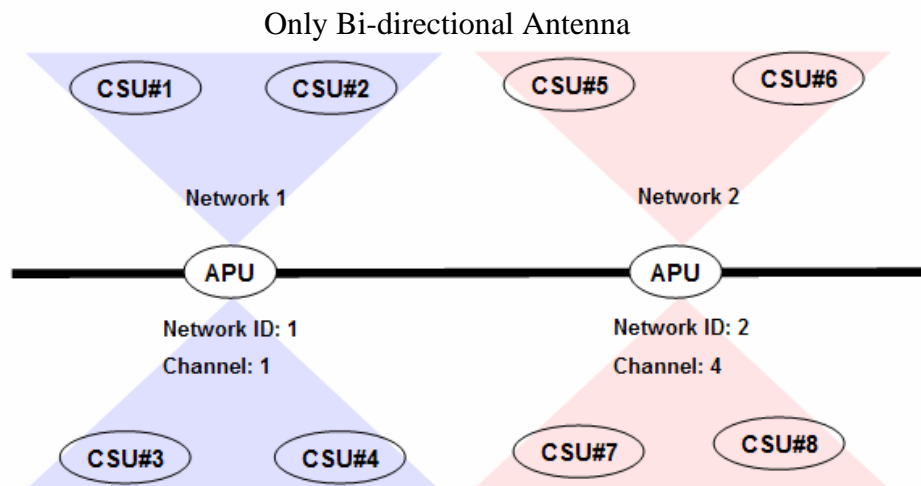 Only Bi-directional Antenna
CSU#1
CSU#2
CSU#5
CSU#6
Network 1
Network 2
APU
APU
Network ID: 1
Channel: 1
Network ID: 2
Channel: 4
CSU#3
CSU#4
CSU#7
CSU#8